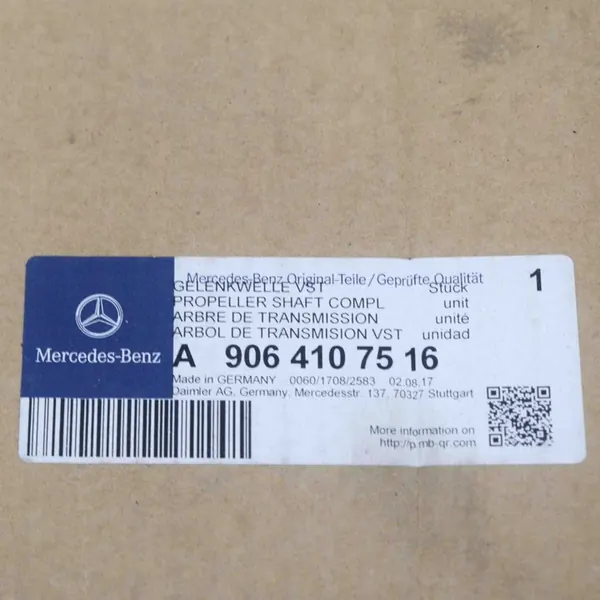 Mercedes-Benz Original-Teile/Geprüfte Qualität
GELENKWELLE VST Stück 1
PROPELLER SHAFT COMPL unit
ARBRE DE TRANSMISSION unité
ARBOL DE TRANSMISION VST unidad
Mercedes-Benz
A 906 410 75 16
Made in GERMANY 0060/1708/2583 02.08.17
Daimler AG, Germany, Mercedesstr. 137, 70327 Stuttgart
More information on
http://p.mb-qr.com